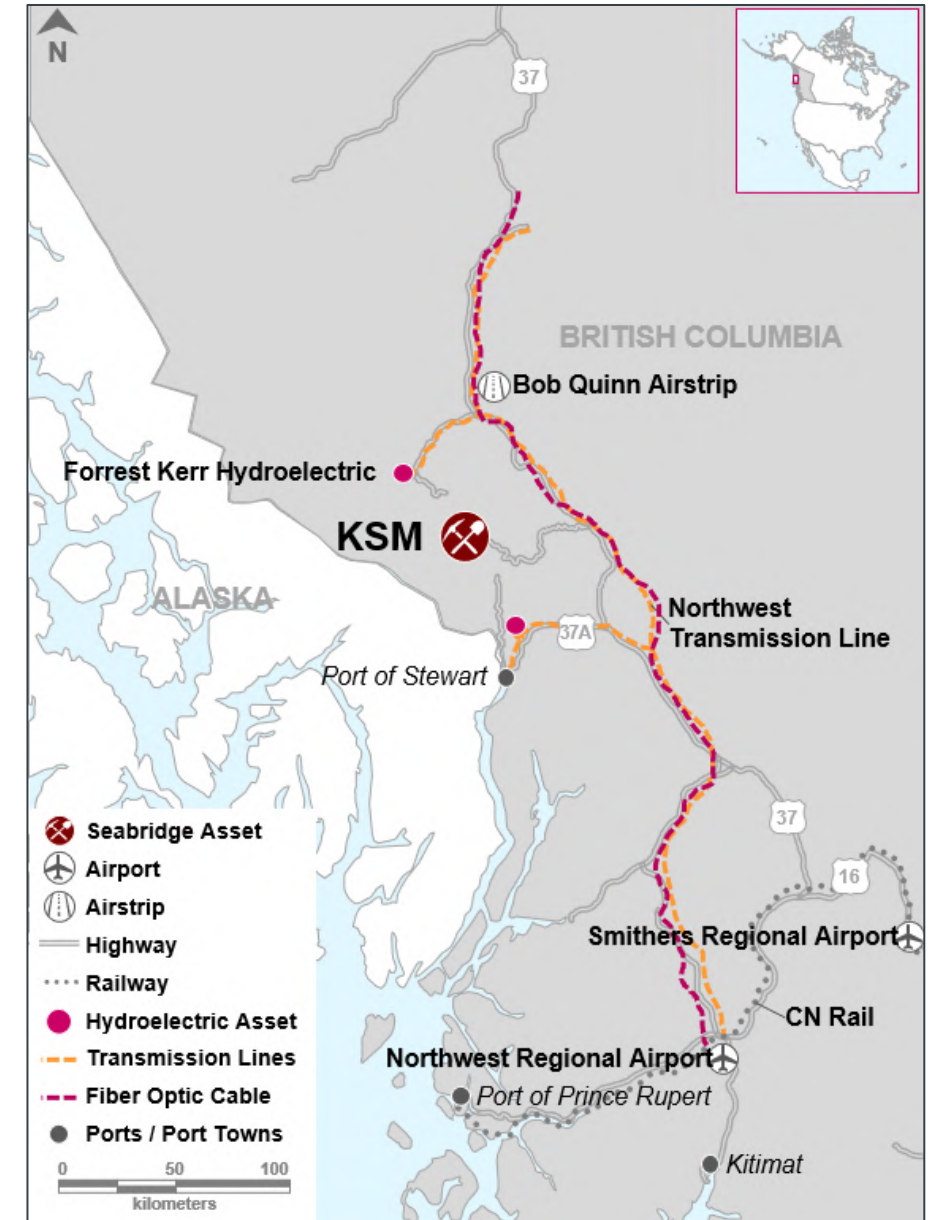 N
37
BRITISH COLUMBIA
Bob Quinn Airstrip
Forrest Kerr Hydroelectric
KSM
ALASKA
Northwest
Transmission Line
37A
Port of Stewart
37
16
Smithers Regional Airport
CN Rail
Northwest Regional Airport
Port of Prince Rupert
Kitimat
Seabridge Asset
Airport
Airstrip
Highway
Railway
Hydroelectric Asset
Transmission Lines
Fiber Optic Cable
Ports / Port Towns
0 50 100
kilometers